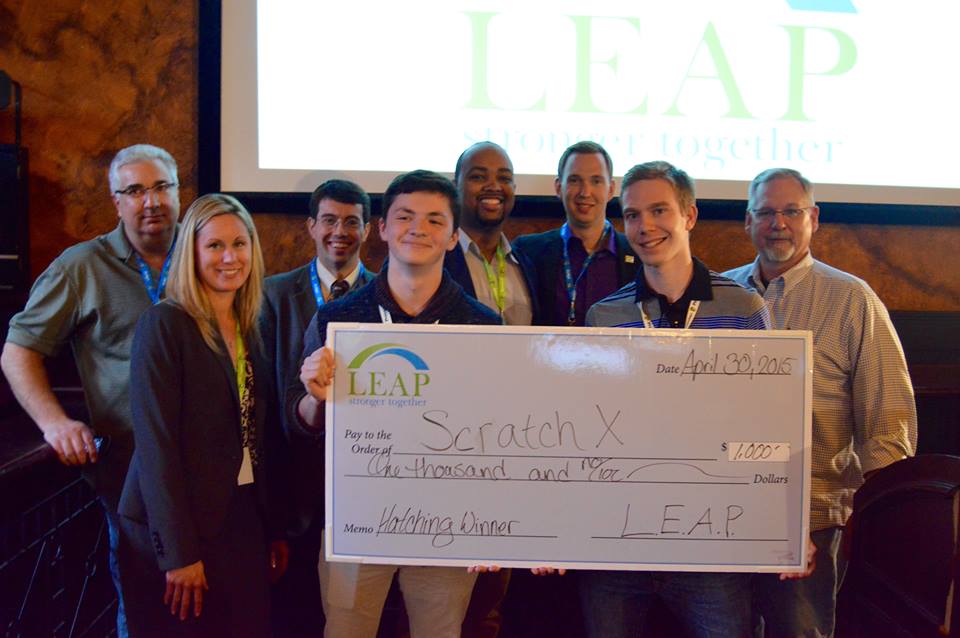 LEAP
stronger together
LEAP
stronger together
Date April 30, 2015
Pay to the
Order of Scratch X $ 1,000.
One thousand and no/100 Dollars
Memo Hatching Winner L.E.A.P.